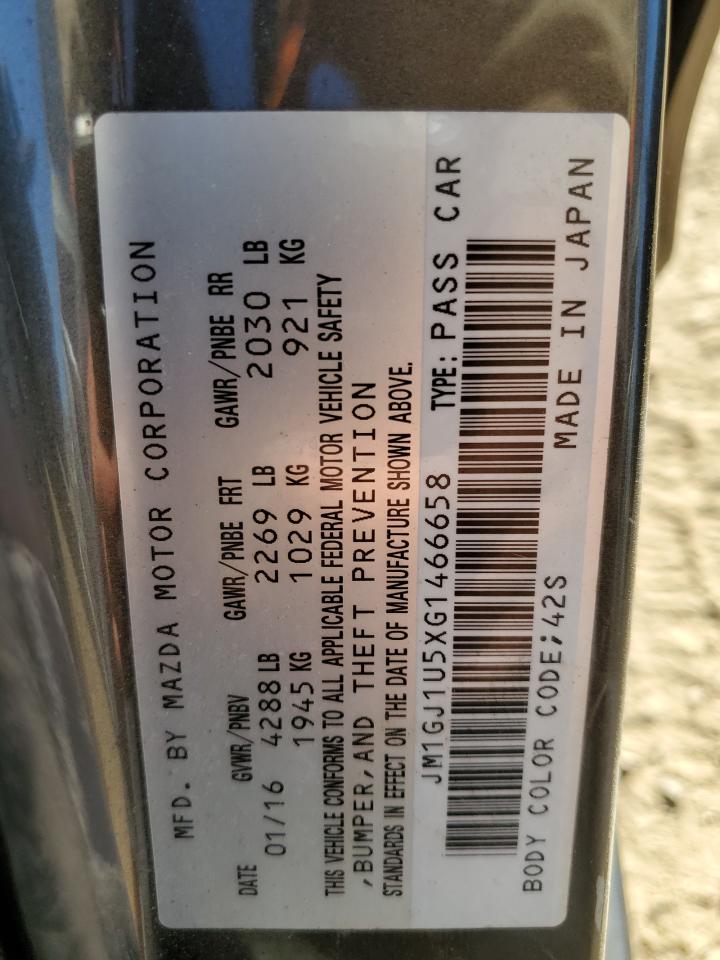 MFD. BY MAZDA MOTOR CORPORATION
DATE GVWR/PNBV GAWR/PNBE FRT GAWR/PNBE RR
01/16 4288 LB 2269 LB 2030 LB
1945 KG 1029 KG 921 KG
THIS VEHICLE CONFORMS TO ALL APPLICABLE FEDERAL MOTOR VEHICLE SAFETY
,BUMPER,AND THEFT PREVENTION
STANDARDS IN EFFECT ON THE DATE OF MANUFACTURE SHOWN ABOVE.
JM1GJ1U5XG1466658 TYPE: PASS CAR
BODY COLOR CODE;42S MADE IN JAPAN